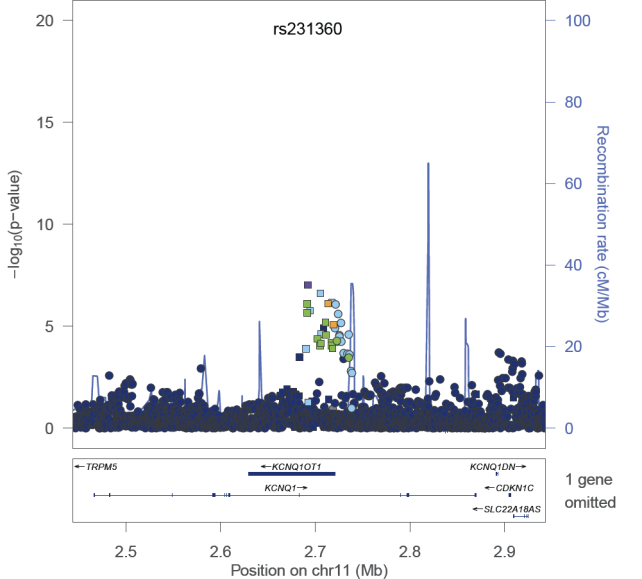 rs231360
20
15
10
5
0
−log10(p−value)
100
80
60
40
20
0
Recombination rate (cM/Mb)
←TRPM5
←KCNQ1OT1
KCNQ1DN→
KCNQ1→
←CDKN1C
←SLC22A18AS
1 gene
omitted
2.5 2.6 2.7 2.8 2.9
Position on chr11 (Mb)